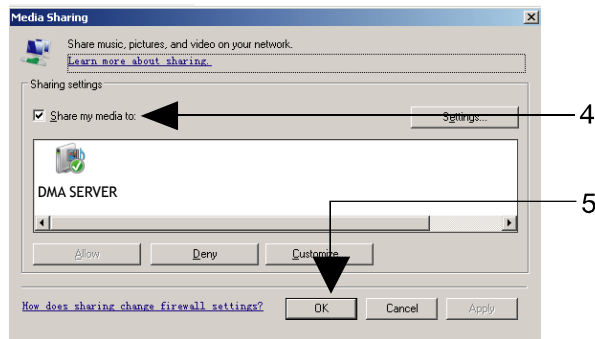 Media Sharing
Share music, pictures, and video on your network.
Learn more about sharing.
Sharing settings
Share my media to:
Settings...
4
DMA SERVER
5
Allow
Deny
Customize...
How does sharing change firewall settings?
OK
Cancel
Apply